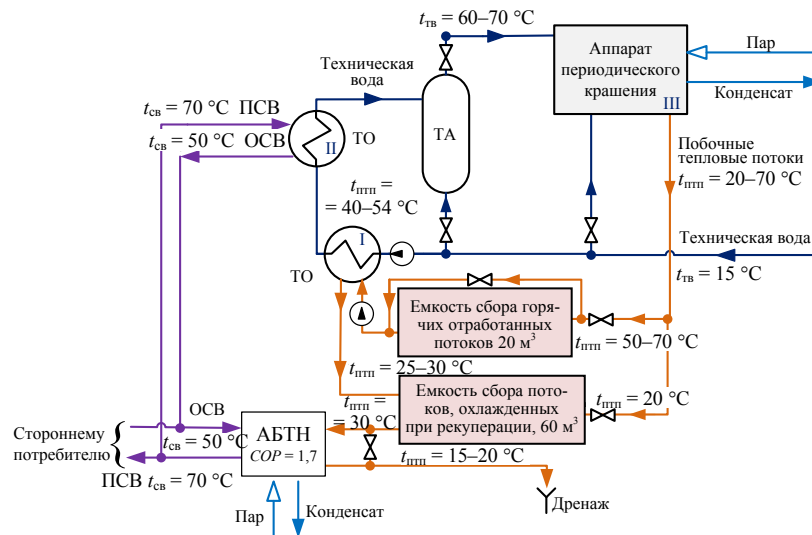 tтв = 60–70 °C
Техническая
вода
Аппарат
периодического
крашения
III
Пар
Конденсат
tсв = 70 °C ПСВ
tсв = 50 °C ОСВ
II
ТО
ТА
Побочные
тепловые потоки
tптп = 20–70 °C
tптп =
= 40–54 °C
I
ТО
Техническая вода
tтв = 15 °C
Емкость сбора горя-
чих отработанных
потоков 20 м³
tптп = 50–70 °C
tптп = 25–30 °C
Емкость сбора пото-
ков, охлажденных
при рекуперации, 60 м³
tптп = 20 °C
tптп =
= 30 °C
ОСВ
Стороннему
потребителю
tсв = 50 °C
АБТН
COP = 1,7
ПСВ tсв = 70 °C
tптп = 15–20 °C
Дренаж
Пар
Конденсат